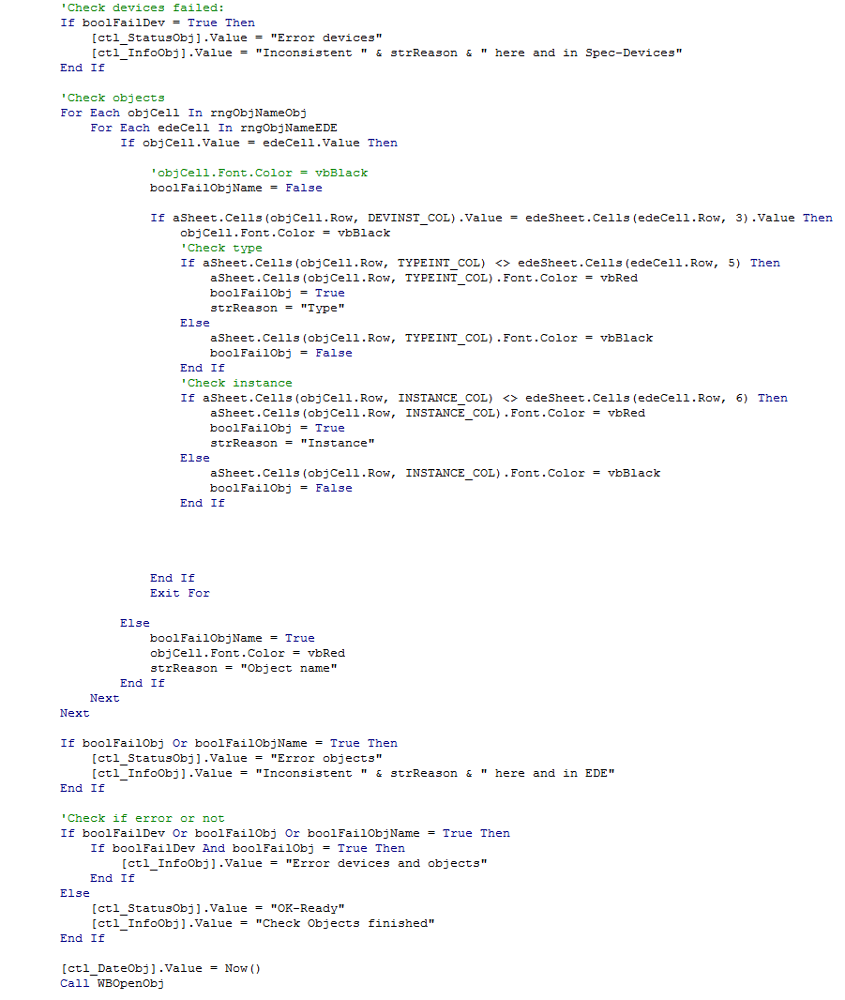 'Check devices failed:
If boolFailDev = True Then
[ctl_StatusObj].Value = "Error devices"
[ctl_InfoObj].Value = "Inconsistent " & strReason & " here and in Spec-Devices"
End If
'Check objects
For Each objCell In rngObjNameObj
For Each edeCell In rngObjNameEDE
If objCell.Value = edeCell.Value Then
'objCell.Font.Color = vbBlack
boolFailObjName = False
If aSheet.Cells(objCell.Row, DEVINST_COL).Value = edeSheet.Cells(edeCell.Row, 3).Value Then
objCell.Font.Color = vbBlack
'Check type
If aSheet.Cells(objCell.Row, TYPEINT_COL) <> edeSheet.Cells(edeCell.Row, 5) Then
aSheet.Cells(objCell.Row, TYPEINT_COL).Font.Color = vbRed
boolFailObj = True
strReason = "Type"
Else
aSheet.Cells(objCell.Row, TYPEINT_COL).Font.Color = vbBlack
boolFailObj = False
End If
'Check instance
If aSheet.Cells(objCell.Row, INSTANCE_COL) <> edeSheet.Cells(edeCell.Row, 6) Then
aSheet.Cells(objCell.Row, INSTANCE_COL).Font.Color = vbRed
boolFailObj = True
strReason = "Instance"
Else
aSheet.Cells(objCell.Row, INSTANCE_COL).Font.Color = vbBlack
boolFailObj = False
End If
End If
Exit For
Else
boolFailObjName = True
objCell.Font.Color = vbRed
strReason = "Object name"
End If
Next
Next
If boolFailObj Or boolFailObjName = True Then
[ctl_StatusObj].Value = "Error objects"
[ctl_InfoObj].Value = "Inconsistent " & strReason & " here and in EDE"
End If
'Check if error or not
If boolFailDev Or boolFailObj Or boolFailObjName = True Then
If boolFailDev And boolFailObj = True Then
[ctl_InfoObj].Value = "Error devices and objects"
End If
Else
[ctl_StatusObj].Value = "OK-Ready"
[ctl_InfoObj].Value = "Check Objects finished"
End If
[ctl_DateObj].Value = Now()
Call WBOpenObj